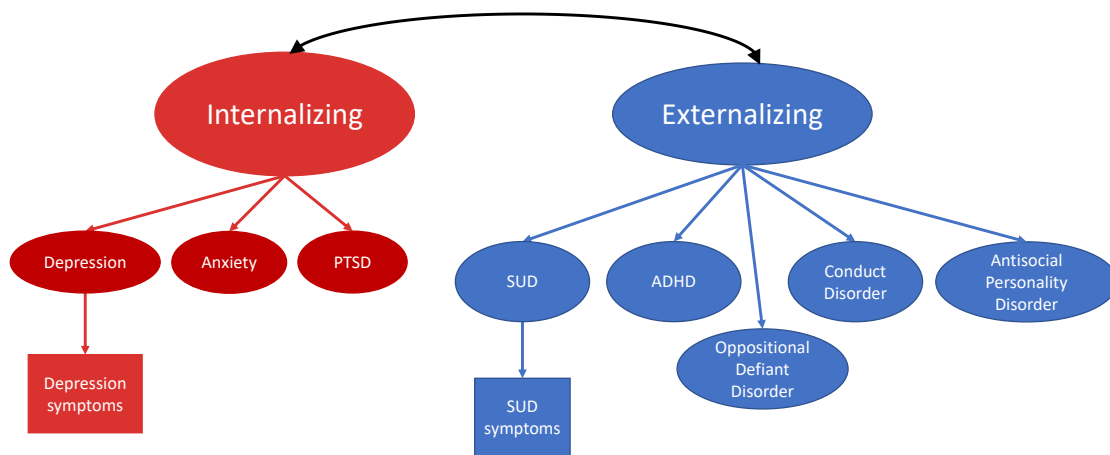 Internalizing
Externalizing
Depression
Anxiety
PTSD
SUD
ADHD
Conduct
Disorder
Antisocial
Personality
Disorder
Oppositional
Defiant
Disorder
Depression
symptoms
SUD
symptoms